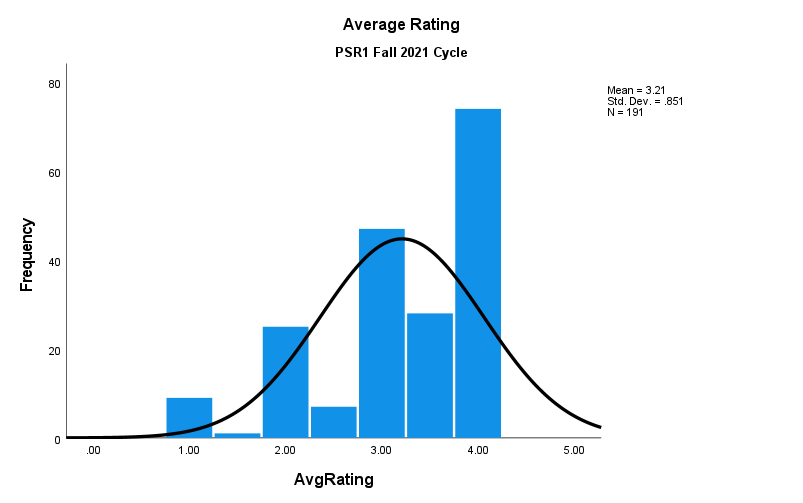 Average Rating
PSR1 Fall 2021 Cycle
Mean = 3.21
Std. Dev. = .851
N = 191
80
60
40
20
0
Frequency
.00 1.00 2.00 3.00 4.00 5.00
AvgRating